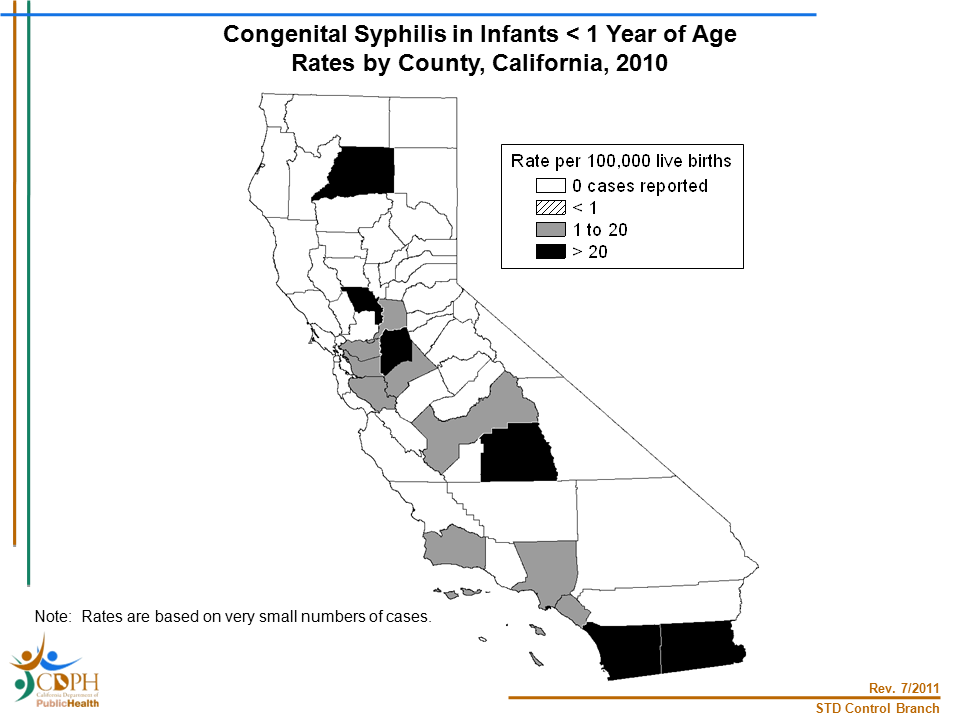 Congenital Syphilis in Infants < 1 Year of Age
Rates by County, California, 2010
Rate per 100,000 live births
0 cases reported
< 1
1 to 20
> 20
Note: Rates are based on very small numbers of cases.
CDPH
California Department of
PublicHealth
Rev. 7/2011
STD Control Branch